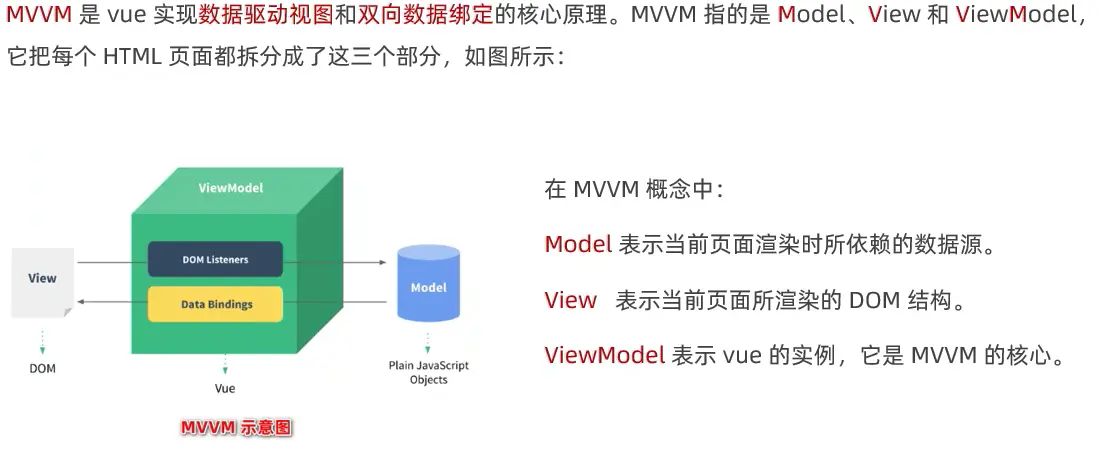 MVVM 是 vue 实现数据驱动视图和双向数据绑定的核心原理。MVVM 指的是 Model、View 和 ViewModel，
它把每个 HTML 页面都拆分成了这三个部分，如图所示：
ViewModel
DOM Listeners
View
Data Bindings
Model
DOM
Vue
Plain JavaScript
Objects
MVVM 示意图
在 MVVM 概念中：
Model 表示当前页面渲染时所依赖的数据源。
View 表示当前页面所渲染的 DOM 结构。
ViewModel 表示 vue 的实例，它是 MVVM 的核心。